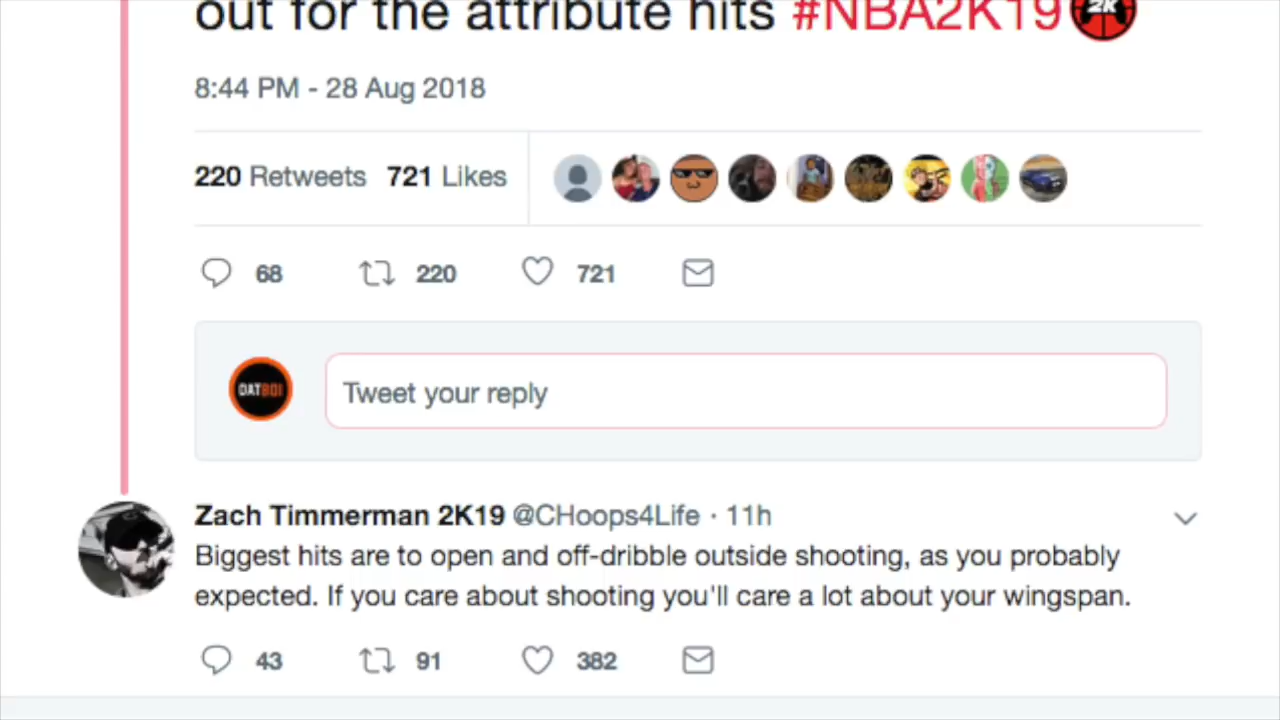 out for the attribute hits #NBA2K19 2K
8:44 PM - 28 Aug 2018
220 Retweets 721 Likes
68 220 721
DATBOI Tweet your reply
Zach Timmerman 2K19 @CHoops4Life · 11h
Biggest hits are to open and off-dribble outside shooting, as you probably
expected. If you care about shooting you'll care a lot about your wingspan.
43 91 382